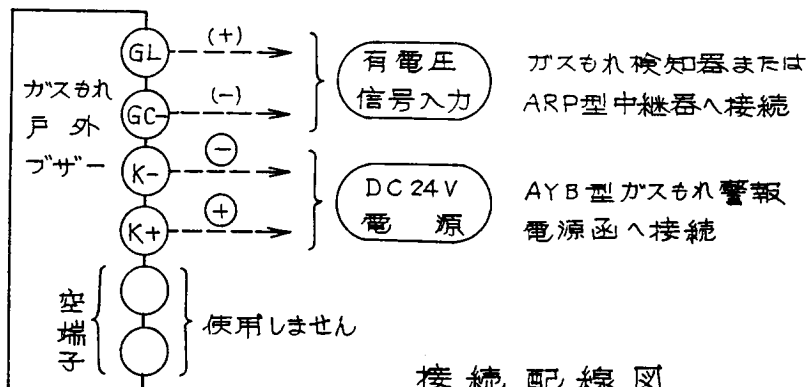 ガスもれ
戸外
ブザー
GL
(+)
GC-
(-)
K-
⊖
K+
⊕
有電圧
信号入力
ガスもれ検知器または
ARP型中継器へ接続
DC24V
電源
AYB型ガスもれ警報
電源函へ接続
空端子
使用しません
接続配線図